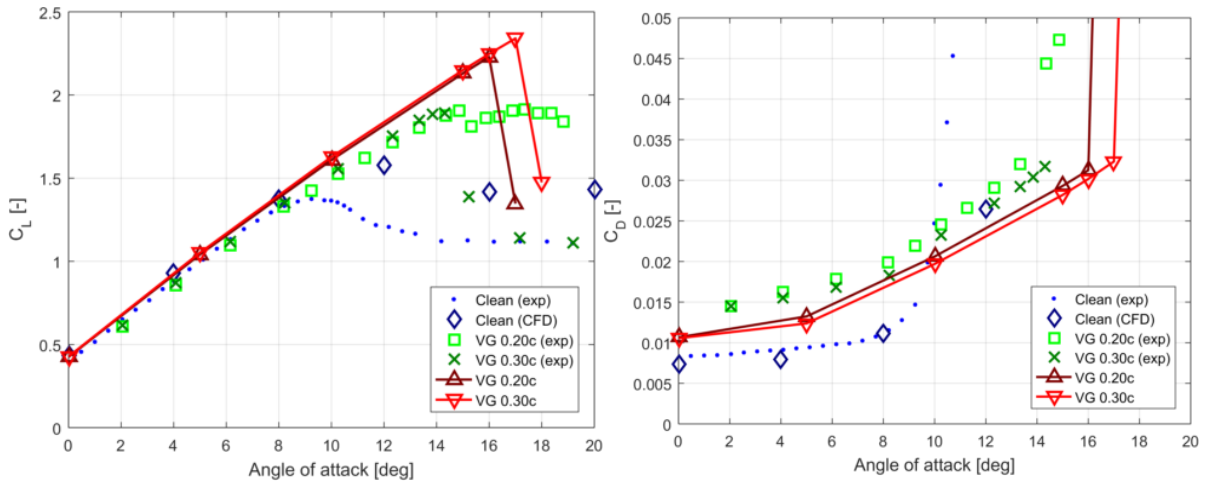 2.5
2
1.5
1
0.5
0
C_L [-]
0 2 4 6 8 10 12 14 16 18 20
Angle of attack [deg]
Clean (exp)
Clean (CFD)
VG 0.20c (exp)
VG 0.30c (exp)
VG 0.20c
VG 0.30c
0.05
0.045
0.04
0.035
0.03
0.025
0.02
0.015
0.01
0.005
0
C_D [-]
0 2 4 6 8 10 12 14 16 18 20
Angle of attack [deg]
Clean (exp)
Clean (CFD)
VG 0.20c (exp)
VG 0.30c (exp)
VG 0.20c
VG 0.30c